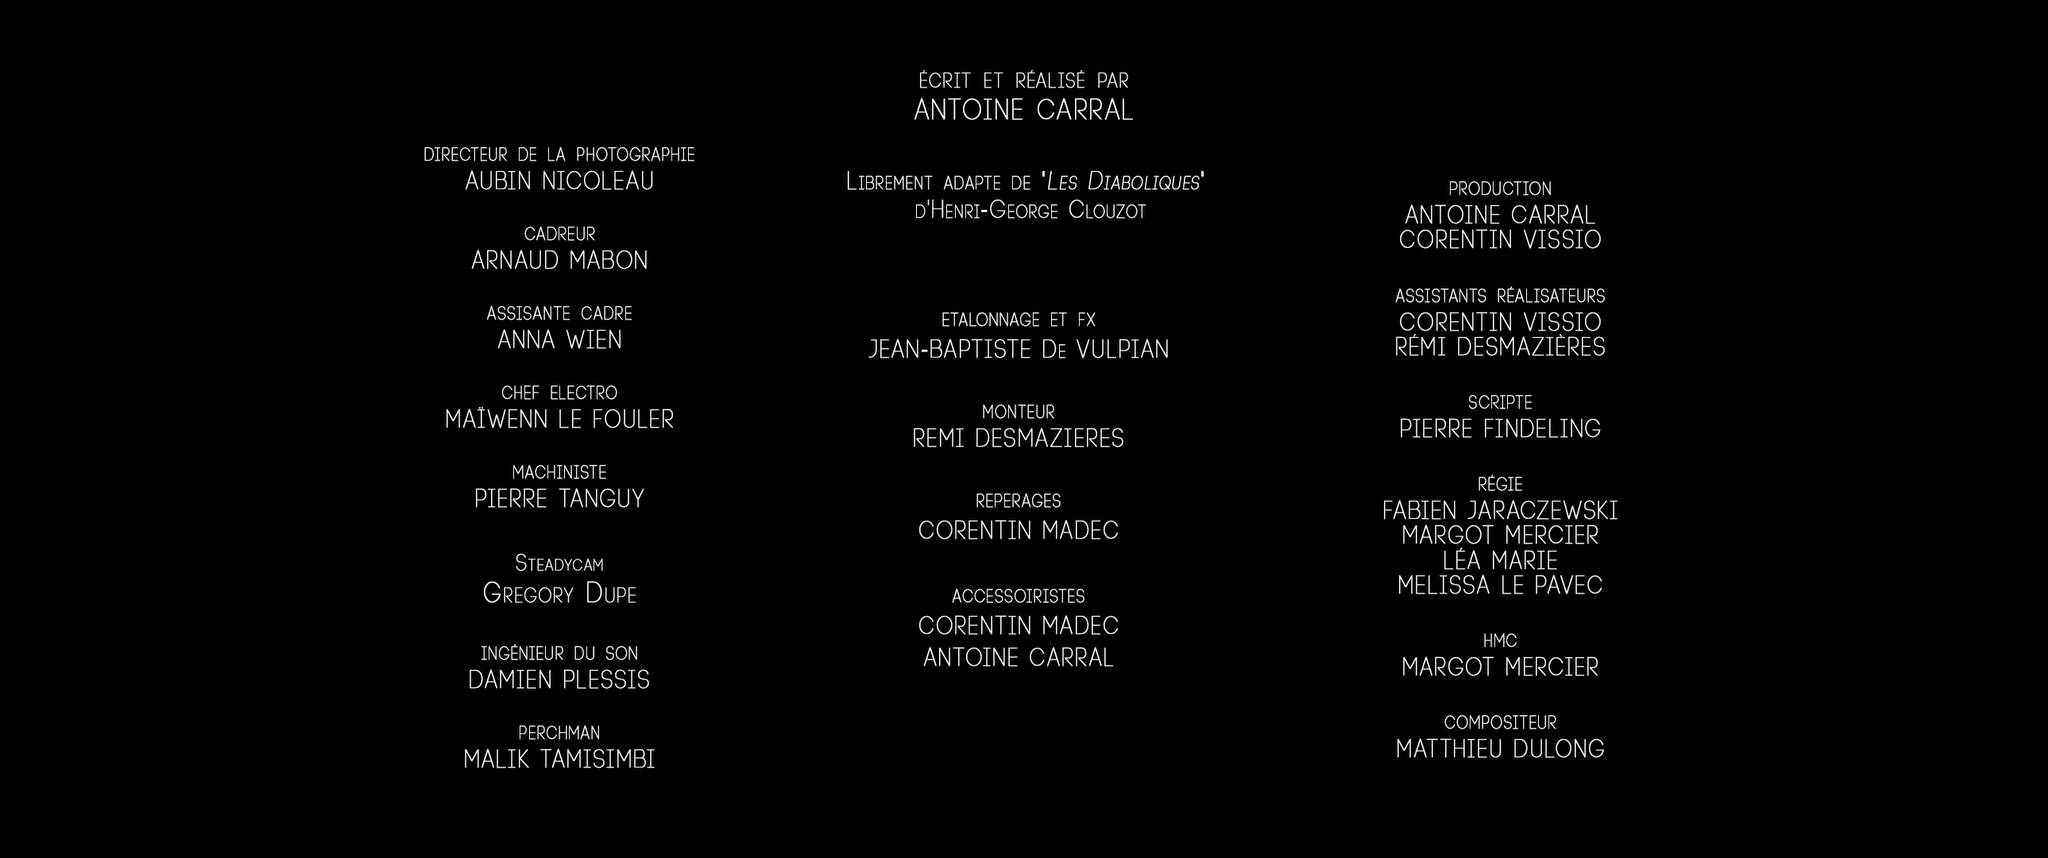 ÉCRIT ET RÉALISÉ PAR
ANTOINE CARRAL
LIBREMENT ADAPTE DE 'LES DIABOLIQUES'
D'HENRI-GEORGE CLOUZOT
DIRECTEUR DE LA PHOTOGRAPHIE
AUBIN NICOLEAU
CADREUR
ARNAUD MABON
ASSISANTE CADRE
ANNA WIEN
CHEF ELECTRO
MAÏWENN LE FOULER
MACHINISTE
PIERRE TANGUY
STEADYCAM
GREGORY DUPE
INGÉNIEUR DU SON
DAMIEN PLESSIS
PERCHMAN
MALIK TAMISIMBI
ETALONNAGE ET FX
JEAN-BAPTISTE DE VULPIAN
MONTEUR
REMI DESMAZIERES
REPERAGES
CORENTIN MADEC
ACCESSOIRISTES
CORENTIN MADEC
ANTOINE CARRAL
PRODUCTION
ANTOINE CARRAL
CORENTIN VISSIO
ASSISTANTS RÉALISATEURS
CORENTIN VISSIO
RÉMI DESMAZIÈRES
SCRIPTE
PIERRE FINDELING
RÉGIE
FABIEN JARACZEWSKI
MARGOT MERCIER
LÉA MARIE
MELISSA LE PAVEC
HMC
MARGOT MERCIER
COMPOSITEUR
MATTHIEU DULONG